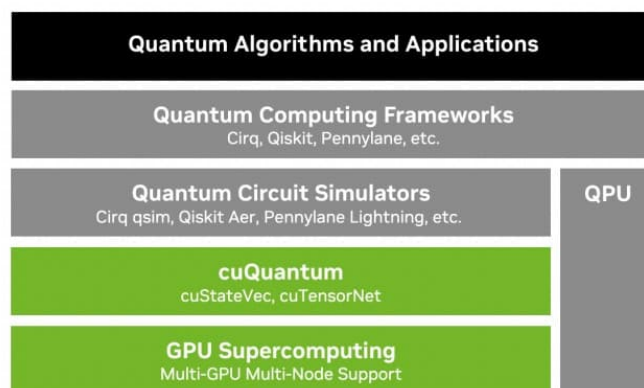 Quantum Algorithms and Applications
Quantum Computing Frameworks
Cirq, Qiskit, Pennylane, etc.
Quantum Circuit Simulators
Cirq qsim, Qiskit Aer, Pennylane Lightning, etc.
QPU
cuQuantum
cuStateVec, cuTensorNet
GPU Supercomputing
Multi-GPU Multi-Node Support